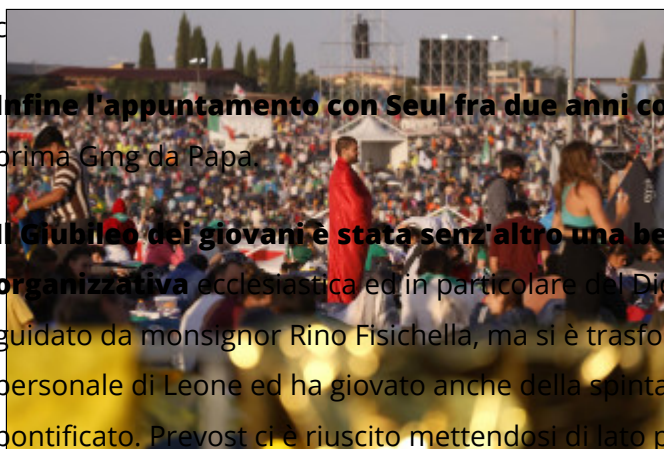 Infine l'appuntamento con Seul fra due anni co
prima Gmg da Papa.
Il Giubileo dei giovani è stata senz'altro una be
organizzativa ecclesiastica ed in particolare del Dic
guidato da monsignor Rino Fisichella, ma si è trasfo
personale di Leone ed ha giovato anche della spinta
pontificato. Prevost ci è riuscito mettendosi di lato p